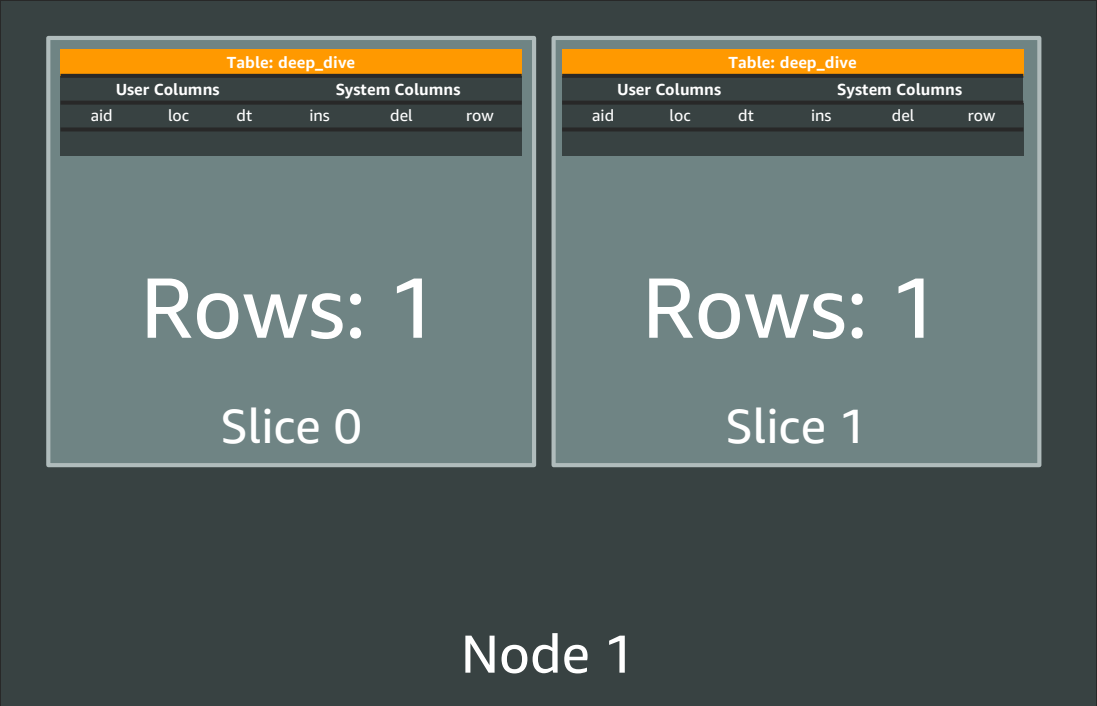 Table: deep_dive
User Columns System Columns
aid loc dt ins del row
Rows: 1
Slice 0
Table: deep_dive
User Columns System Columns
aid loc dt ins del row
Rows: 1
Slice 1
Node 1